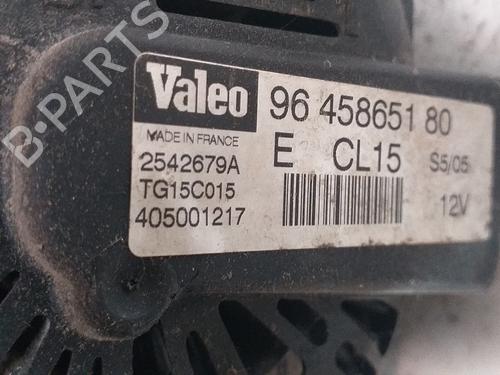 Valeo
MADE IN FRANCE
2542679A
TG15C015
405001217
96 458651 80
E CL15 S5/05
12V
B-PARTS